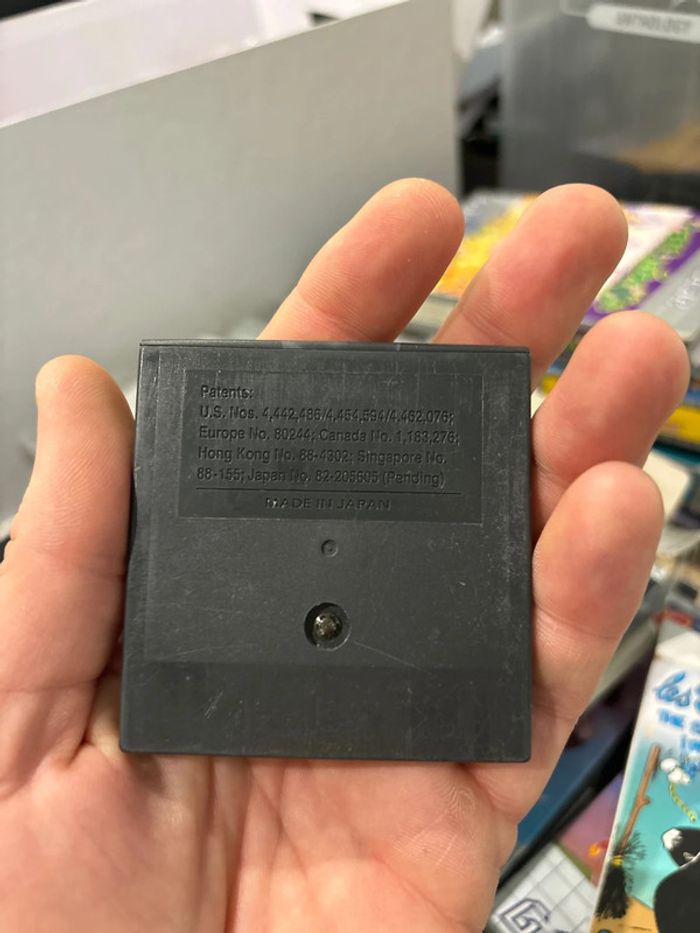 Patents:
U.S. Nos. 4,442,486/4,454,594/4,462,076;
Europe No. 80244; Canada No. 1,183,276;
Hong Kong No. 88-4302; Singapore No.
88-155; Japan No. 82-205605 (Pending)
MADE IN JAPAN
les